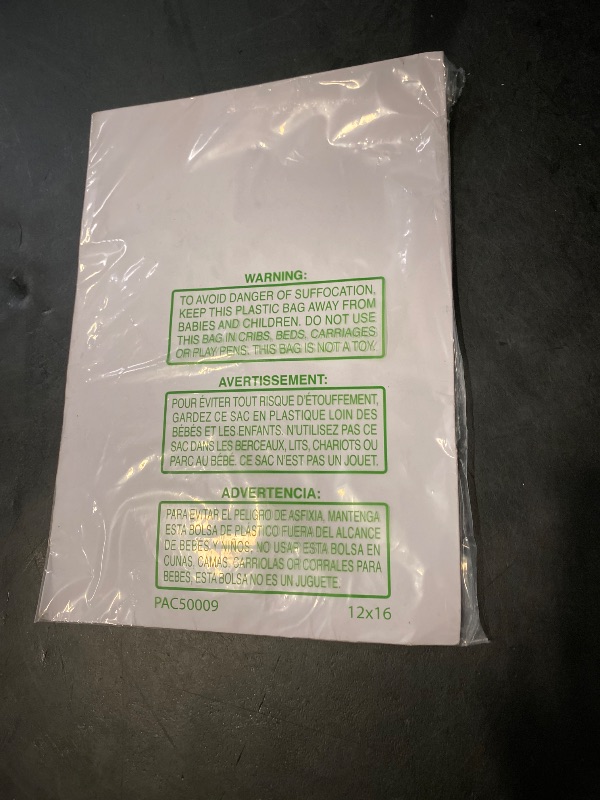 WARNING:
TO AVOID DANGER OF SUFFOCATION,
KEEP THIS PLASTIC BAG AWAY FROM
BABIES AND CHILDREN. DO NOT USE
THIS BAG IN CRIBS, BEDS, CARRIAGES
OR PLAY PENS. THIS BAG IS NOT A TOY.
AVERTISSEMENT:
POUR ÉVITER TOUT RISQUE D'ÉTOUFFEMENT,
GARDEZ CE SAC EN PLASTIQUE LOIN DES
BÉBÉS ET LES ENFANTS. N'UTILISEZ PAS CE
SAC DANS LES BERCEAUX, LITS, CHARIOTS OU
PARC AU BÉBÉ. CE SAC N'EST PAS UN JOUET.
ADVERTENCIA:
PARA EVITAR EL PELIGRO DE ASFIXIA, MANTENGA
ESTA BOLSA DE PLASTICO FUERA DEL ALCANCE
DE BEBES Y NIÑOS. NO USAR ESTA BOLSA EN
CUNAS, CAMAS, CARRIOLAS OR CORRALES PARA
BEBES. ESTA BOLSA NO ES UN JUGUETE.
PAC50009
12x16